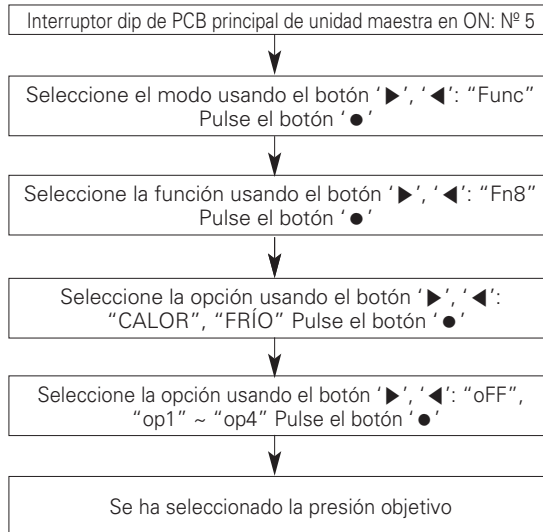 Interruptor dip de PCB principal de unidad maestra en ON: Nº 5
Seleccione el modo usando el botón ‘▶’, ‘◀’: “Func”
Pulse el botón ‘●’
Seleccione la función usando el botón ‘▶’, ‘◀’: “Fn8”
Pulse el botón ‘●’
Seleccione la opción usando el botón ‘▶’, ‘◀’:
“CALOR”, “FRÍO” Pulse el botón ‘●’
Seleccione la opción usando el botón ‘▶’, ‘◀’: “oFF”,
“op1” ~ “op4” Pulse el botón ‘●’
Se ha seleccionado la presión objetivo